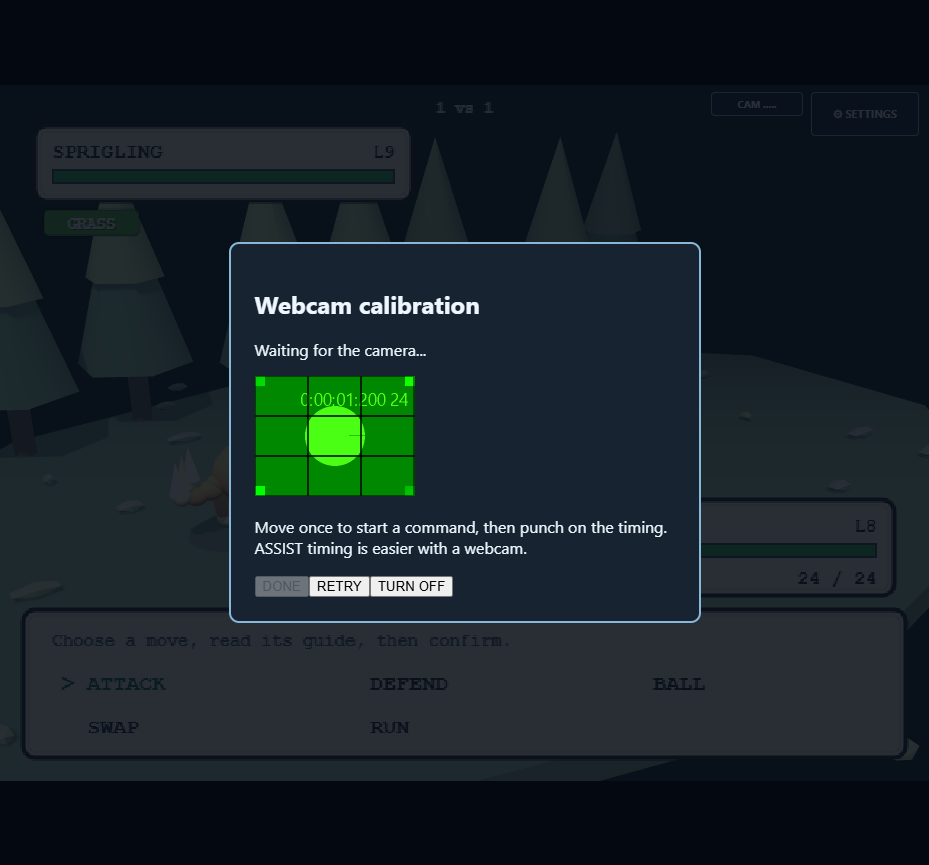 1 vs 1
CAM .....
⚙ SETTINGS
SPRIGLING L9
GRASS
Webcam calibration
Waiting for the camera...
0:00:01:200 24
Move once to start a command, then punch on the timing.
ASSIST timing is easier with a webcam.
DONE RETRY TURN OFF
L8
24 / 24
Choose a move, read its guide, then confirm.
> ATTACK DEFEND BALL
SWAP RUN